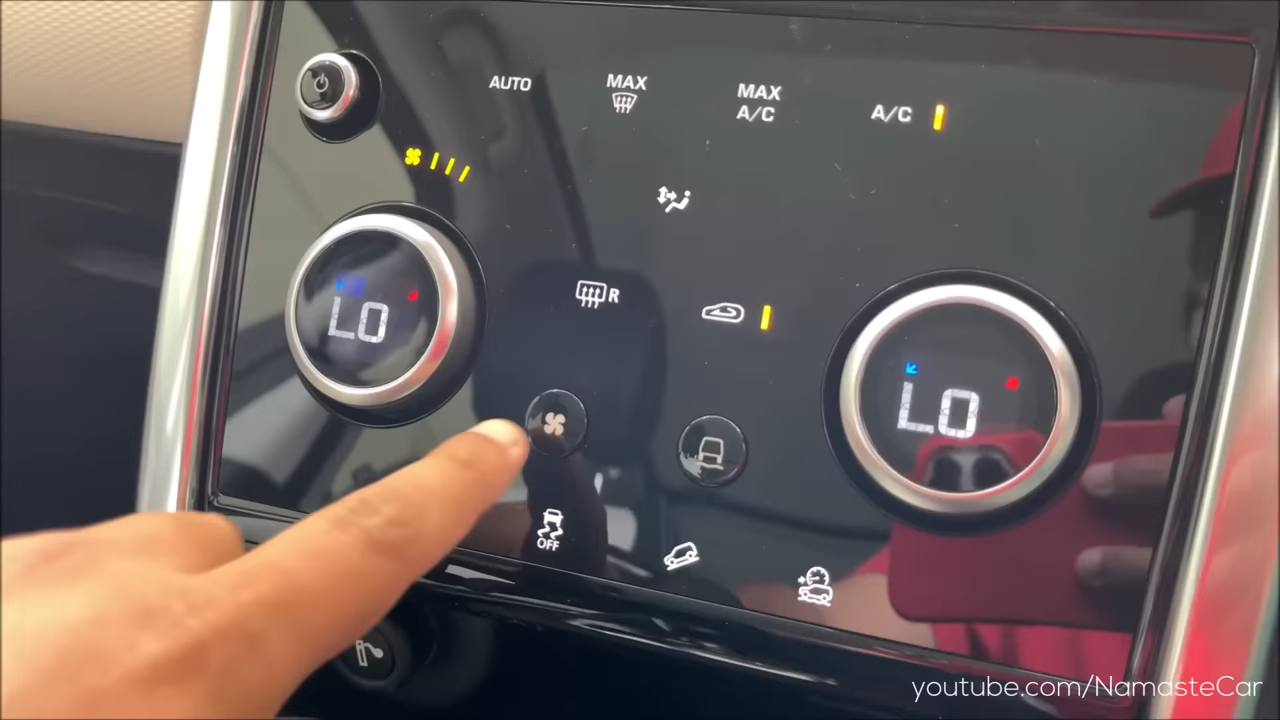 AUTO
MAX
MAX
A/C
A/C
LO
R
LO
OFF
youtube.com/NamasteCar